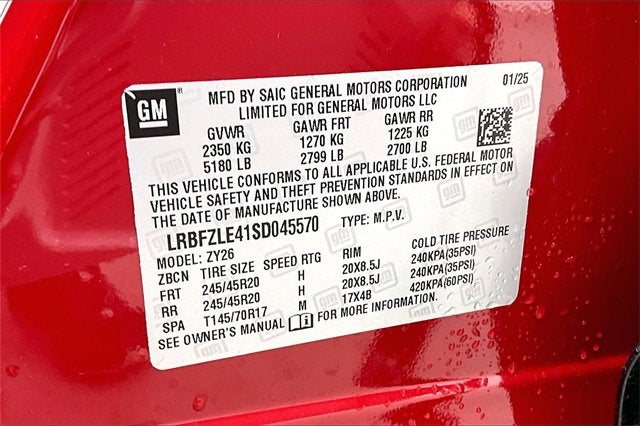 GM
MFD BY SAIC GENERAL MOTORS CORPORATION 01/25
LIMITED FOR GENERAL MOTORS LLC
GVWR GAWR FRT GAWR RR
2350 KG 1270 KG 1225 KG
5180 LB 2799 LB 2700 LB
THIS VEHICLE CONFORMS TO ALL APPLICABLE U.S. FEDERAL MOTOR
VEHICLE SAFETY AND THEFT PREVENTION STANDARDS IN EFFECT ON
THE DATE OF MANUFACTURE SHOWN ABOVE.
LRBFZLE41SD045570 TYPE: M.P.V.
MODEL: ZY26
ZBCN TIRE SIZE SPEED RTG RIM COLD TIRE PRESSURE
FRT 245/45R20 H 20X8.5J 240KPA(35PSI)
RR 245/45R20 H 20X8.5J 240KPA(35PSI)
SPA T145/70R17 M 17X4B 420KPA(60PSI)
SEE OWNER'S MANUAL FOR MORE INFORMATION.